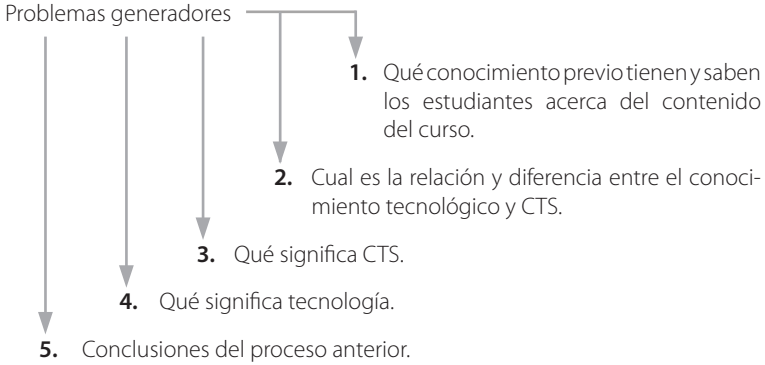 Problemas generadores
1. Qué conocimiento previo tienen y saben
los estudiantes acerca del contenido
del curso.
2. Cual es la relación y diferencia entre el conoci-
miento tecnológico y CTS.
3. Qué significa CTS.
4. Qué significa tecnología.
5. Conclusiones del proceso anterior.